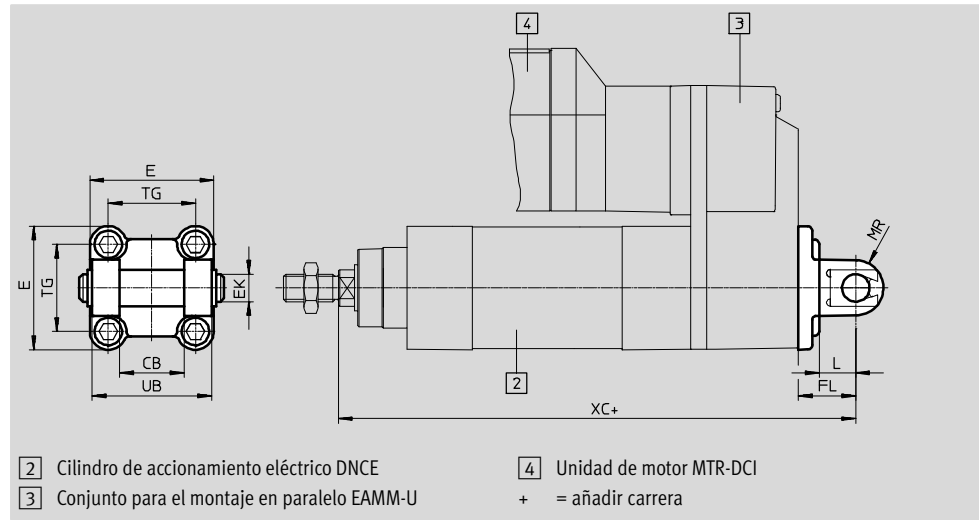 4
3
E
TG
E
TG
EK
CB
UB
MR
L
FL
2
XC+
2 Cilindro de accionamiento eléctrico DNCE
3 Conjunto para el montaje en paralelo EAMM-U
4 Unidad de motor MTR-DCI
+ = añadir carrera